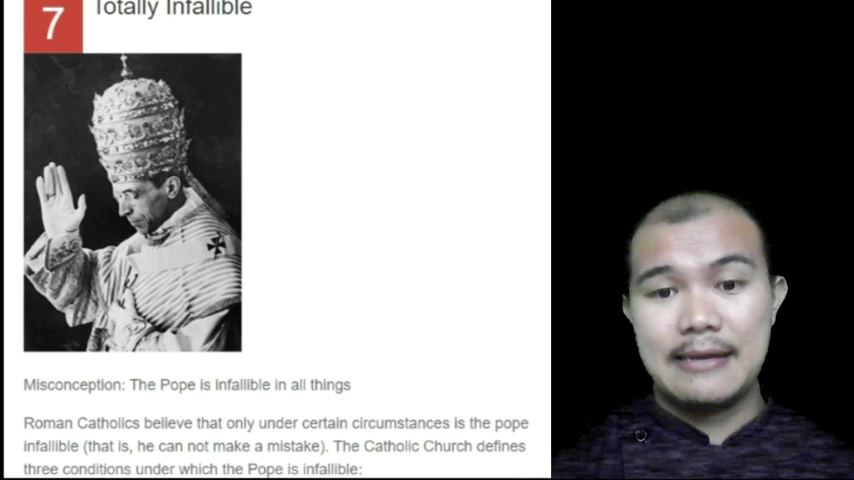 7
Totally Infallible
Misconception: The Pope is infallible in all things
Roman Catholics believe that only under certain circumstances is the pope
infallible (that is, he can not make a mistake). The Catholic Church defines
three conditions under which the Pope is infallible: